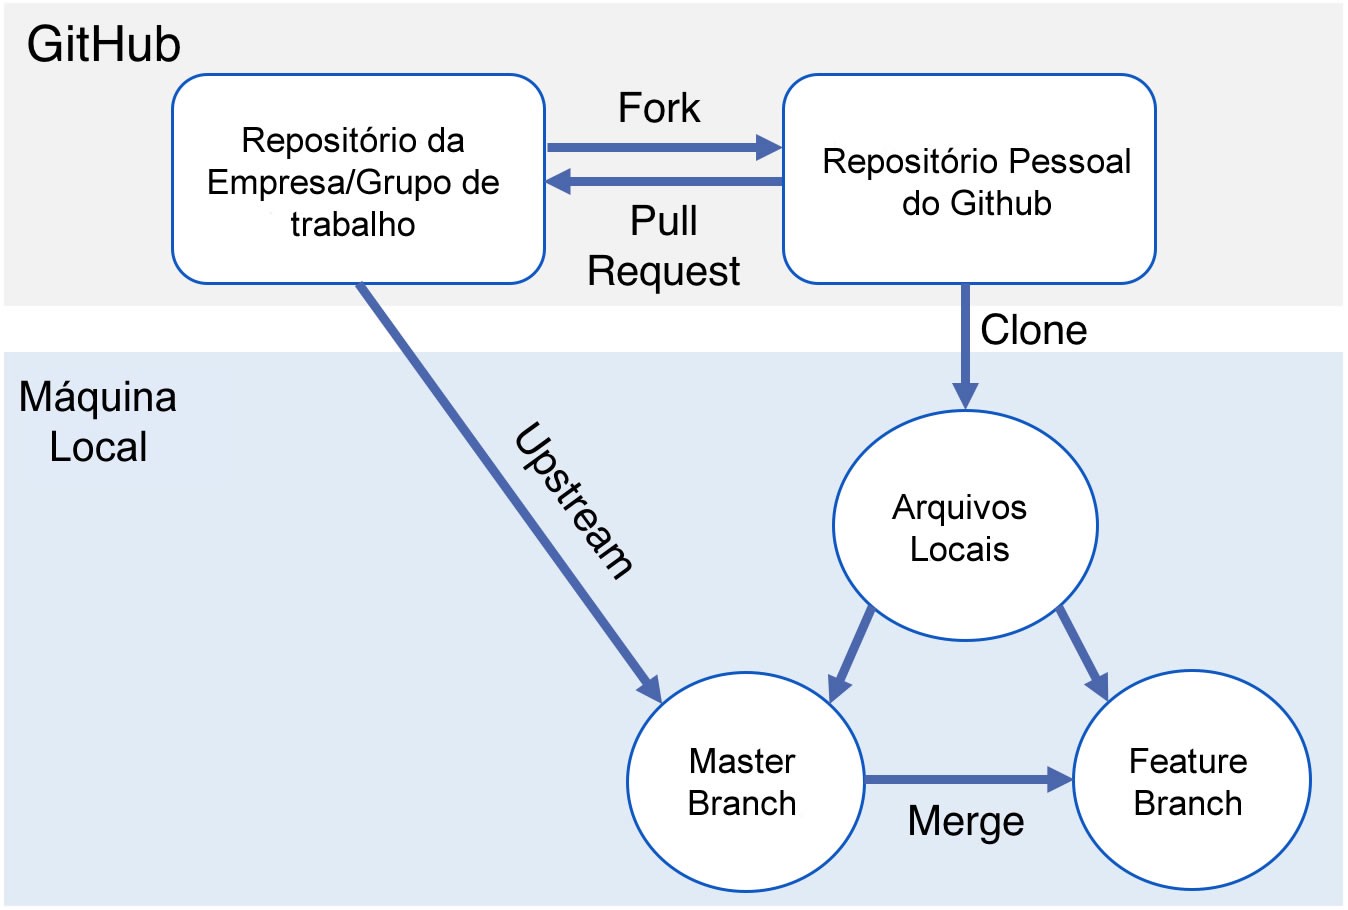 GitHub
Fork
Repositório da
Empresa/Grupo de
trabalho
Repositório Pessoal
do Github
Pull
Request
Clone
Máquina
Local
Upstream
Arquivos
Locais
Master
Branch
Merge
Feature
Branch